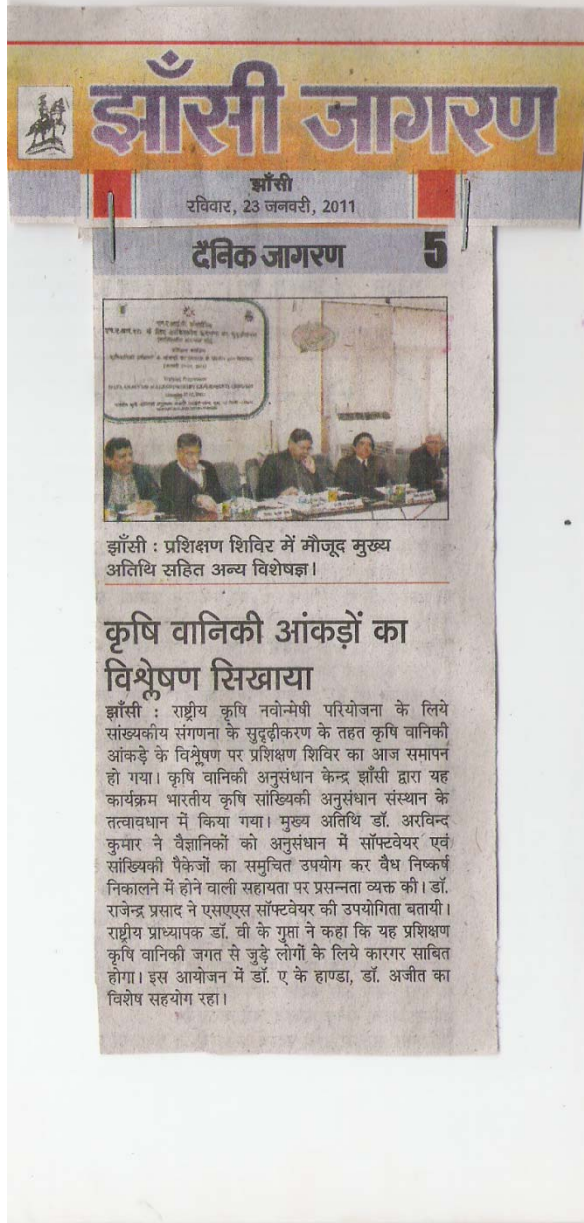 झाँसी जागरण
झाँसी
रविवार, 23 जनवरी, 2011
दैनिक जागरण 5
झाँसी : प्रशिक्षण शिविर में मौजूद मुख्य
अतिथि सहित अन्य विशेषज्ञ।
कृषि वानिकी आंकड़ों का
विश्लेषण सिखाया
झाँसी : राष्ट्रीय कृषि नवोन्मेषी परियोजना के लिये
सांख्यकीय संगणना के सुदृढ़ीकरण के तहत कृषि वानिकी
आंकड़े के विश्लेषण पर प्रशिक्षण शिविर का आज समापन
हो गया। कृषि वानिकी अनुसंधान केन्द्र झाँसी द्वारा यह
कार्यक्रम भारतीय कृषि सांख्यिकी अनुसंधान संस्थान के
तत्वावधान में किया गया। मुख्य अतिथि डॉ. अरविन्द
कुमार ने वैज्ञानिकों को अनुसंधान में सॉफ्टवेयर एवं
सांख्यिकी पैकेजों का समुचित उपयोग कर वैध निष्कर्ष
निकालने में होने वाली सहायता पर प्रसन्नता व्यक्त की। डॉ.
राजेन्द्र प्रसाद ने एसएएस सॉफ्टवेयर की उपयोगिता बतायी।
राष्ट्रीय प्राध्यापक डॉ. वी के गुप्ता ने कहा कि यह प्रशिक्षण
कृषि वानिकी जगत से जुड़े लोगों के लिये कारगर साबित
होगा। इस आयोजन में डॉ. ए के हाण्डा, डॉ. अजीत का
विशेष सहयोग रहा।